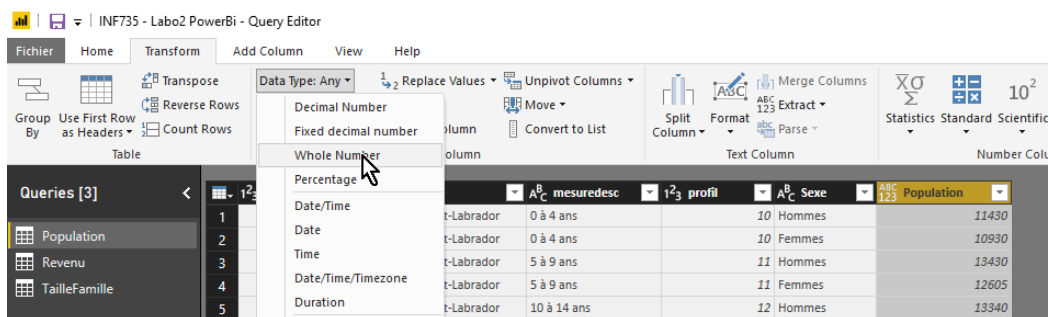 INF735 - Labo2 PowerBi - Query Editor
Fichier Home Transform Add Column View Help
Group By
Use First Row as Headers
Transpose
Reverse Rows
Count Rows
Table
Data Type: Any
Replace Values
Unpivot Columns
Move
Convert to List
olumn
Split Column
Format
Merge Columns
Extract
Parse
Text Column
Statistics Standard Scientific
Number Colu
Decimal Number
Fixed decimal number
Whole Number
Percentage
Date/Time
Date
Time
Date/Time/Timezone
Duration
Queries [3]
Population
Revenu
TailleFamille
mesuredesc profil Sexe Population
1 t-Labrador 0 à 4 ans 10 Hommes 11430
2 t-Labrador 0 à 4 ans 10 Femmes 10930
3 t-Labrador 5 à 9 ans 11 Hommes 13430
4 t-Labrador 5 à 9 ans 11 Femmes 12605
5 t-Labrador 10 à 14 ans 12 Hommes 13340